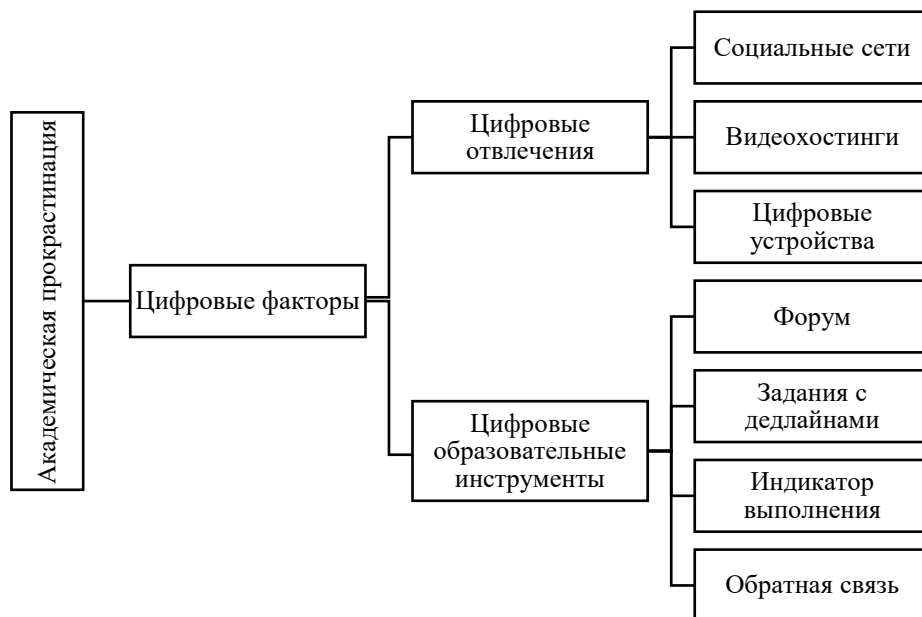 Академическая прокрастинация
Цифровые факторы
Цифровые
отвлечения
Социальные сети
Видеохостинги
Цифровые
устройства
Цифровые
образовательные
инструменты
Форум
Задания с
дедлайнами
Индикатор
выполнения
Обратная связь